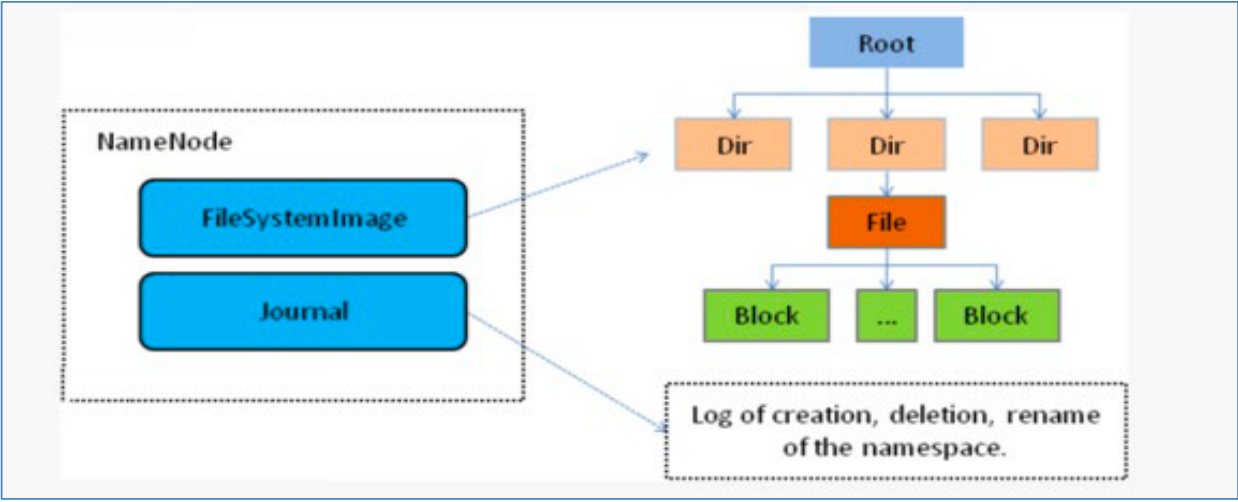 NameNode
FileSystemImage
Journal
Root
Dir
Dir
Dir
File
Block
...
Block
Log of creation, deletion, rename
of the namespace.